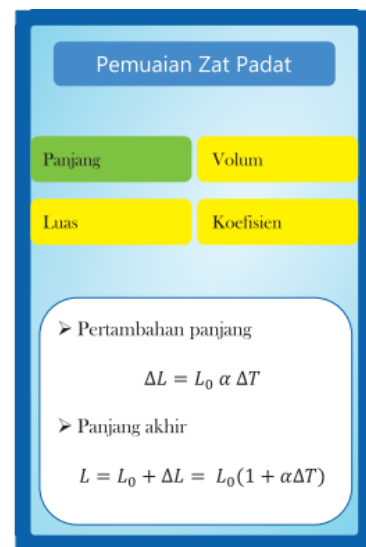 Pemuaian Zat Padat
Panjang
Volum
Luas
Koefisien
➢ Pertambahan panjang
ΔL = L₀ α ΔT
➢ Panjang akhir
L = L₀ + ΔL = L₀(1 + αΔT)